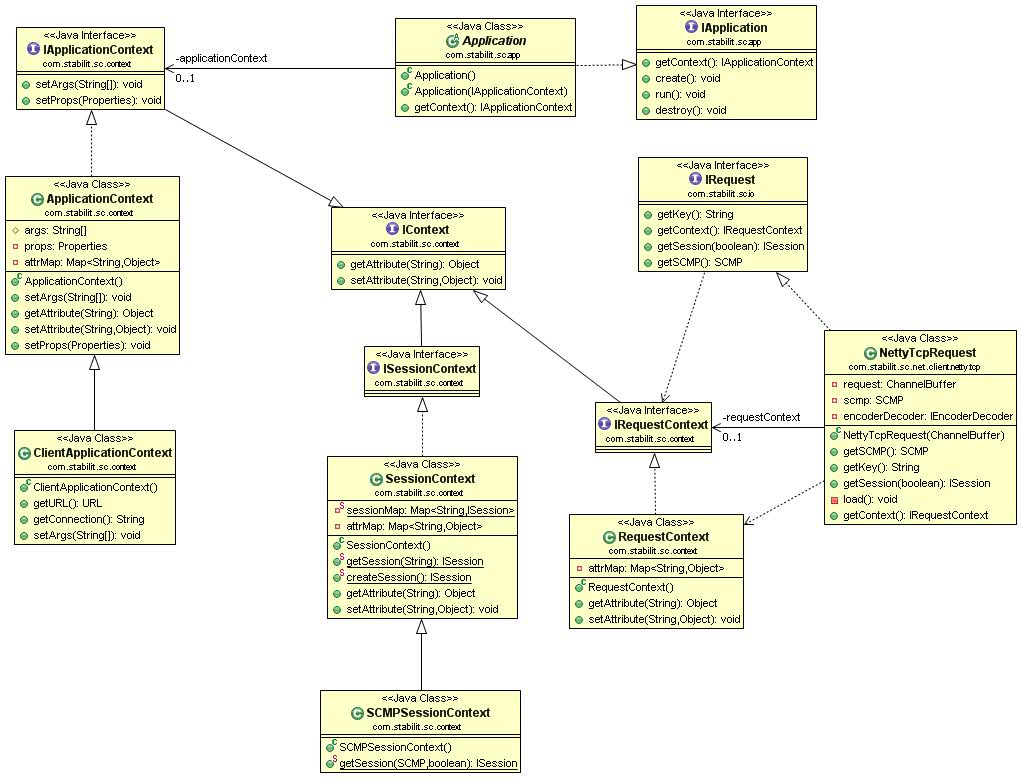 <<Java Interface>>
IApplicationContext
com.stabilit.sc.context
setArgs(String[]): void
setProps(Properties): void
-applicationContext
0..1
<<Java Class>>
Application
com.stabilit.sc.app
Application()
Application(IApplicationContext)
getContext(): IApplicationContext
<<Java Interface>>
IApplication
com.stabilit.sc.app
getContext(): IApplicationContext
create(): void
run(): void
destroy(): void
<<Java Class>>
ApplicationContext
com.stabilit.sc.context
args: String[]
props: Properties
attrMap: Map<String,Object>
ApplicationContext()
setArgs(String[]): void
getAttribute(String): Object
setAttribute(String,Object): void
setProps(Properties): void
<<Java Interface>>
IContext
com.stabilit.sc.context
getAttribute(String): Object
setAttribute(String,Object): void
<<Java Interface>>
IRequest
com.stabilit.sc.io
getKey(): String
getContext(): IRequestContext
getSession(boolean): ISession
getSCMP(): SCMP
<<Java Class>>
NettyTcpRequest
com.stabilit.sc.net.client.netty.tcp
request: ChannelBuffer
scmp: SCMP
encoderDecoder: IEncoderDecoder
NettyTcpRequest(ChannelBuffer)
getSCMP(): SCMP
getKey(): String
getSession(boolean): ISession
load(): void
getContext(): IRequestContext
<<Java Interface>>
ISessionContext
com.stabilit.sc.context
<<Java Interface>>
IRequestContext
com.stabilit.sc.context
-requestContext
0..1
<<Java Class>>
ClientApplicationContext
com.stabilit.sc.context
ClientApplicationContext()
getURL(): URL
getConnection(): String
setArgs(String[]): void
<<Java Class>>
SessionContext
com.stabilit.sc.context
sessionMap: Map<String,ISession>
attrMap: Map<String,Object>
SessionContext()
getSession(String): ISession
createSession(): ISession
getAttribute(String): Object
setAttribute(String,Object): void
<<Java Class>>
RequestContext
com.stabilit.sc.context
attrMap: Map<String,Object>
RequestContext()
getAttribute(String): Object
setAttribute(String,Object): void
<<Java Class>>
SCMPSessionContext
com.stabilit.sc.context
SCMPSessionContext()
getSession(SCMP,boolean): ISession